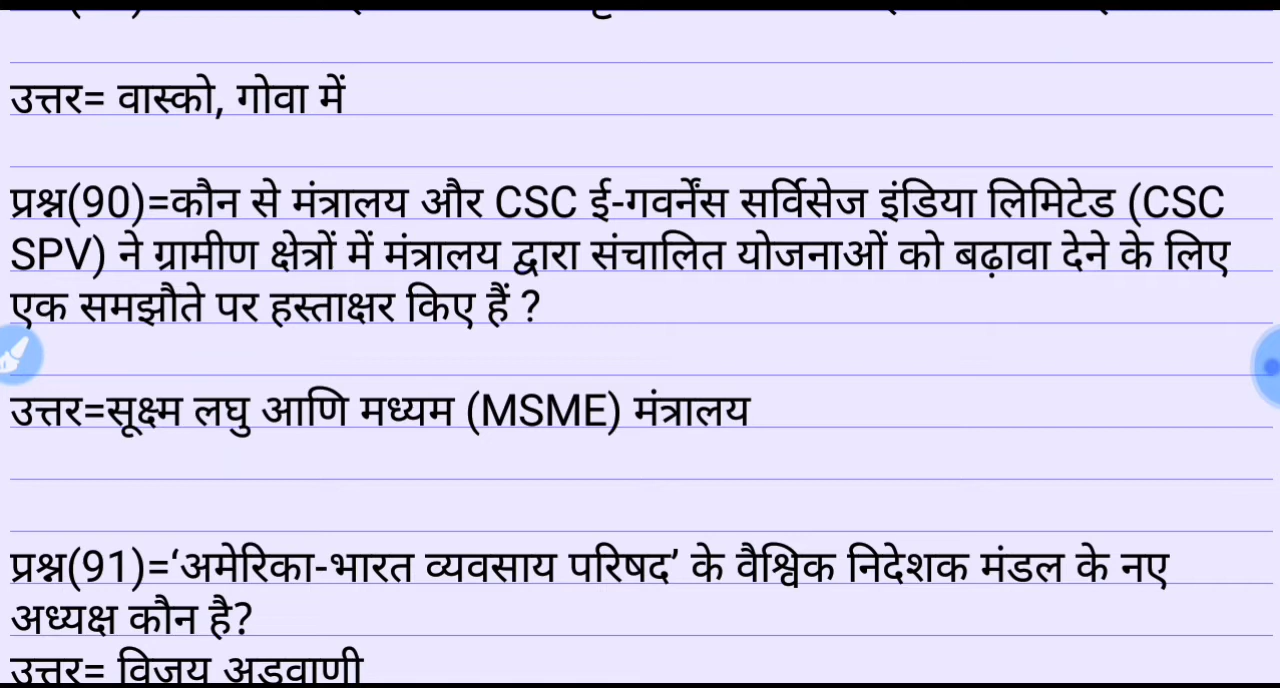 उत्तर= वास्को, गोवा में
प्रश्न(90)=कौन से मंत्रालय और CSC ई-गवर्नेंस सर्विसेज इंडिया लिमिटेड (CSC
SPV) ने ग्रामीण क्षेत्रों में मंत्रालय द्वारा संचालित योजनाओं को बढ़ावा देने के लिए
एक समझौते पर हस्ताक्षर किए हैं ?
उत्तर=सूक्ष्म लघु आणि मध्यम (MSME) मंत्रालय
प्रश्न(91)=‘अमेरिका-भारत व्यवसाय परिषद’ के वैश्विक निदेशक मंडल के नए
अध्यक्ष कौन है?
उत्तर= विजय अडवाणी